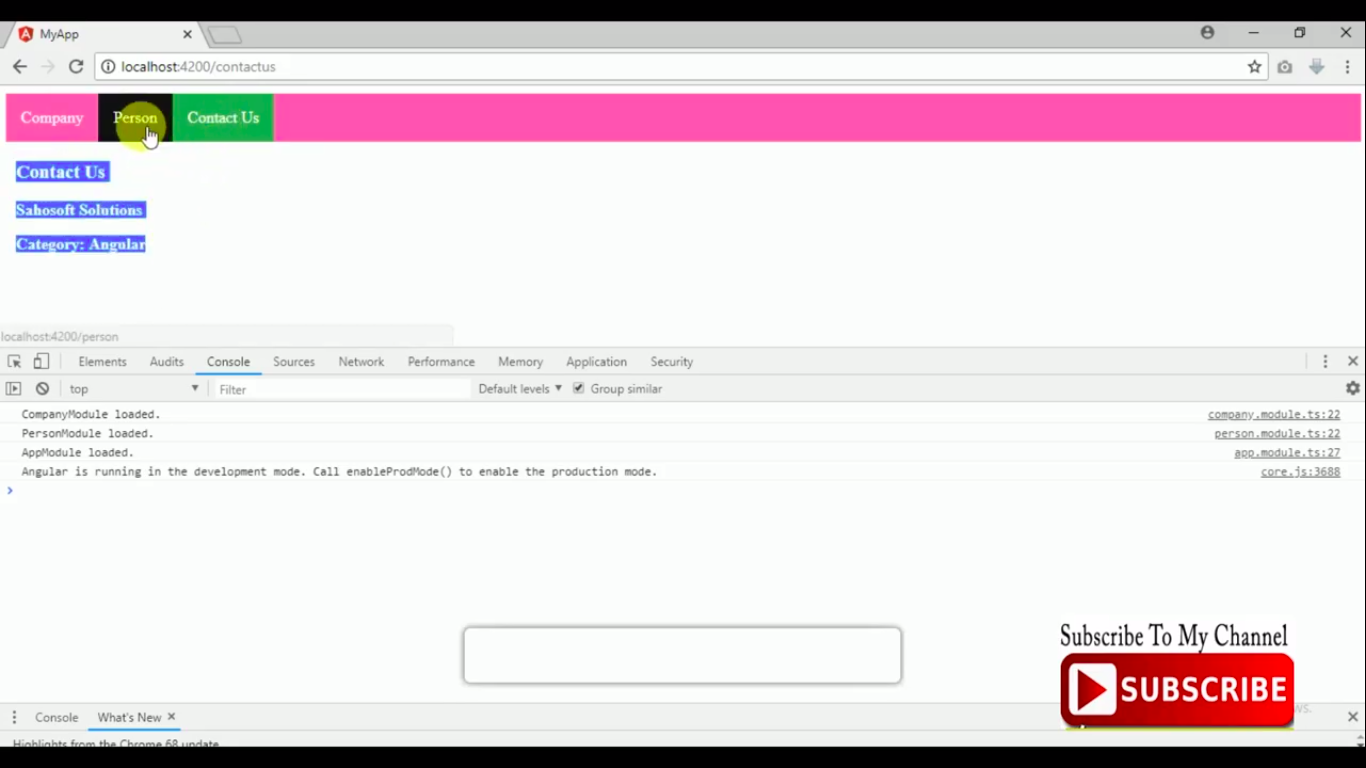 MyApp
localhost:4200/contactus
Company Person Contact Us
Contact Us
Sahosoft Solutions
Category: Angular
localhost:4200/person
Elements Audits Console Sources Network Performance Memory Application Security
top Filter Default levels Group similar
CompanyModule loaded. company.module.ts:22
PersonModule loaded. person.module.ts:22
AppModule loaded. app.module.ts:27
Angular is running in the development mode. Call enableProdMode() to enable the production mode. core.js:3688
Subscribe To My Channel
SUBSCRIBE
Console What's New
Highlights from the Chrome 68 update